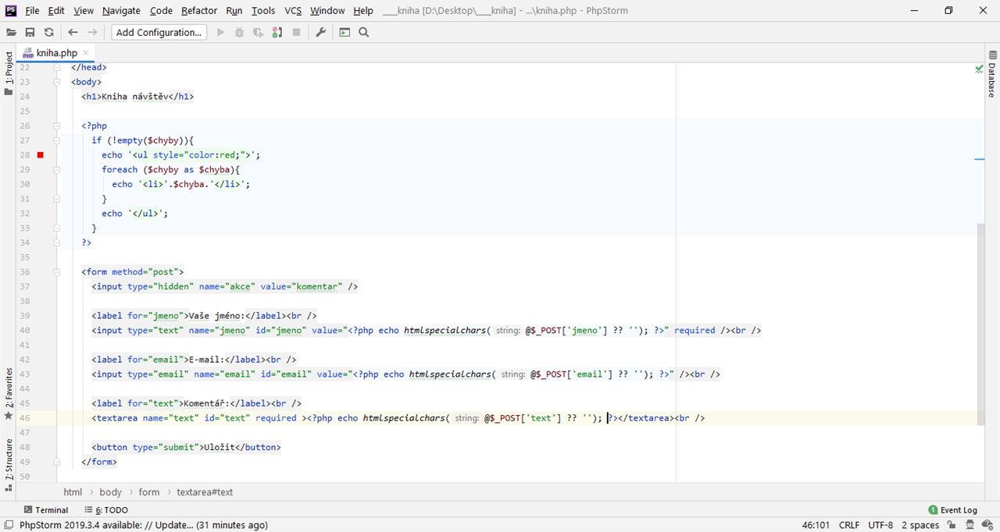 File Edit View Navigate Code Refactor Run Tools VCS Window Help ___kniha [D:\Desktop\___kniha] - ...\kniha.php - PhpStorm
Add Configuration...
kniha.php
1: Project
Database
22 </head>
23 <body>
24 <h1>Kniha návštěv</h1>
25
26 <?php
27 if (!empty($chyby)){
28 echo '<ul style="color:red;">';
29 foreach ($chyby as $chyba){
30 echo '<li>'.$chyba.'</li>';
31 }
32 echo '</ul>';
33 }
34 ?>
35
36 <form method="post">
37 <input type="hidden" name="akce" value="komentar" />
38
39 <label for="jmeno">Vaše jméno:</label><br />
40 <input type="text" name="jmeno" id="jmeno" value="<?php echo htmlspecialchars( string: @$_POST['jmeno'] ?? ''); ?>" required /><br />
41
42 <label for="email">E-mail:</label><br />
43 <input type="email" name="email" id="email" value="<?php echo htmlspecialchars( string: @$_POST['email'] ?? ''); ?>" /><br />
44
45 <label for="text">Komentář:</label><br />
46 <textarea name="text" id="text" required ><?php echo htmlspecialchars( string: @$_POST['text'] ?? ''); ?></textarea><br />
47
48 <button type="submit">Uložit</button>
49 </form>
50
2: Favorites
7: Structure
html › body › form › textarea#text
Terminal 6: TODO 1 Event Log
PhpStorm 2019.3.4 available: // Update... (31 minutes ago) 46:101 CRLF UTF-8 2 spaces